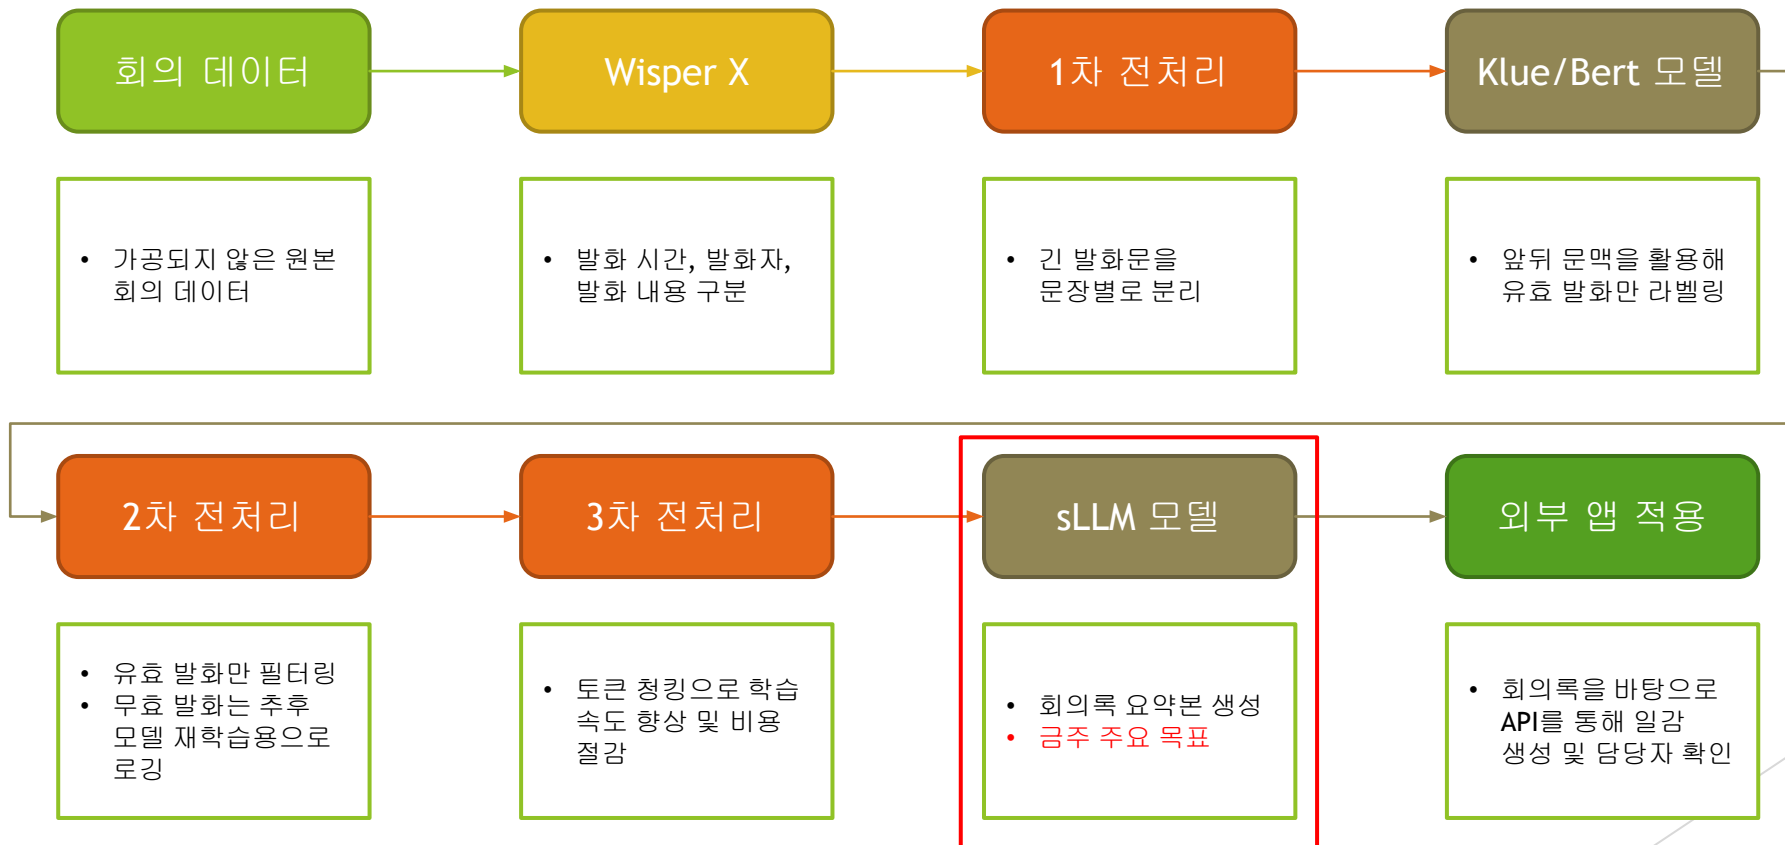 회의 데이터
Wisper X
1차 전처리
Klue/Bert 모델
• 가공되지 않은 원본
회의 데이터
• 발화 시간, 발화자,
발화 내용 구분
• 긴 발화문을
문장별로 분리
• 앞뒤 문맥을 활용해
유효 발화만 라벨링
2차 전처리
3차 전처리
sLLM 모델
외부 앱 적용
• 유효 발화만 필터링
• 무효 발화는 추후
모델 재학습용으로
로깅
• 토큰 청킹으로 학습
속도 향상 및 비용
절감
• 회의록 요약본 생성
• 금주 주요 목표
• 회의록을 바탕으로
API를 통해 일감
생성 및 담당자 확인